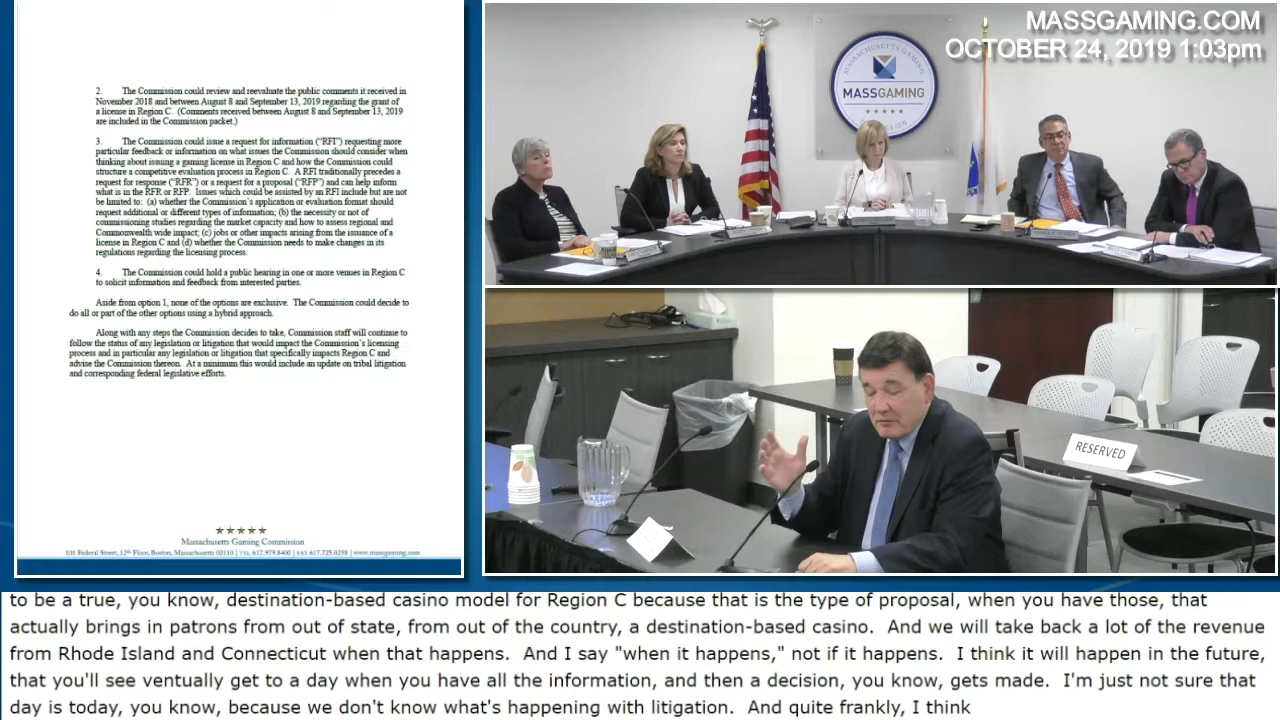 2. The Commission could review and reevaluate the public comments it received in
November 2018 and between August 8 and September 13, 2019 regarding the grant of
a license in Region C. (Comments received between August 8 and September 13, 2019
are included in the Commission packet.)
3. The Commission could issue a request for information ("RFI") requesting more
particular feedback or information on what issues the Commission should consider when
thinking about issuing a gaming license in Region C and how the Commission could
structure a competitive evaluation process in Region C. A RFI traditionally precedes a
request for response ("RFR") or a request for a proposal ("RFP") and can help inform
what is in the RFR or RFP. Issues which could be assisted by an RFI include but are not
be limited to: (a) whether the Commission's application or evaluation format should
request additional or different types of information; (b) the necessity or not of
commissioning studies regarding the market capacity and how to assess regional and
Commonwealth wide impact; (c) jobs or other impacts arising from the issuance of a
license in Region C and (d) whether the Commission needs to make changes in its
regulations regarding the licensing process.
4. The Commission could hold a public hearing in one or more venues in Region C
to solicit information and feedback from interested parties.
Aside from option 1, none of the options are exclusive. The Commission could decide to
do all or part of the other options using a hybrid approach.
Along with any steps the Commission decides to take, Commission staff will continue to
follow the status of any legislation or litigation that would impact the Commission's licensing
process and in particular any legislation or litigation that specifically impacts Region C and
advise the Commission thereon. At a minimum this would include an update on tribal litigation
and corresponding federal legislative efforts.
★★★★★
Massachusetts Gaming Commission
101 Federal Street, 12th Floor, Boston, Massachusetts 02110 | TEL 617.979.8400 | FAX 617.725.0258 | www.massgaming.com
MASSGAMING.COM
OCTOBER 24, 2019 1:03pm
MASSACHUSETTS GAMING
MASSGAMING
RESERVED
to be a true, you know, destination-based casino model for Region C because that is the type of proposal, when you have those, that
actually brings in patrons from out of state, from out of the country, a destination-based casino. And we will take back a lot of the revenue
from Rhode Island and Connecticut when that happens. And I say "when it happens," not if it happens. I think it will happen in the future,
that you'll see ventually get to a day when you have all the information, and then a decision, you know, gets made. I'm just not sure that
day is today, you know, because we don't know what's happening with litigation. And quite frankly, I think